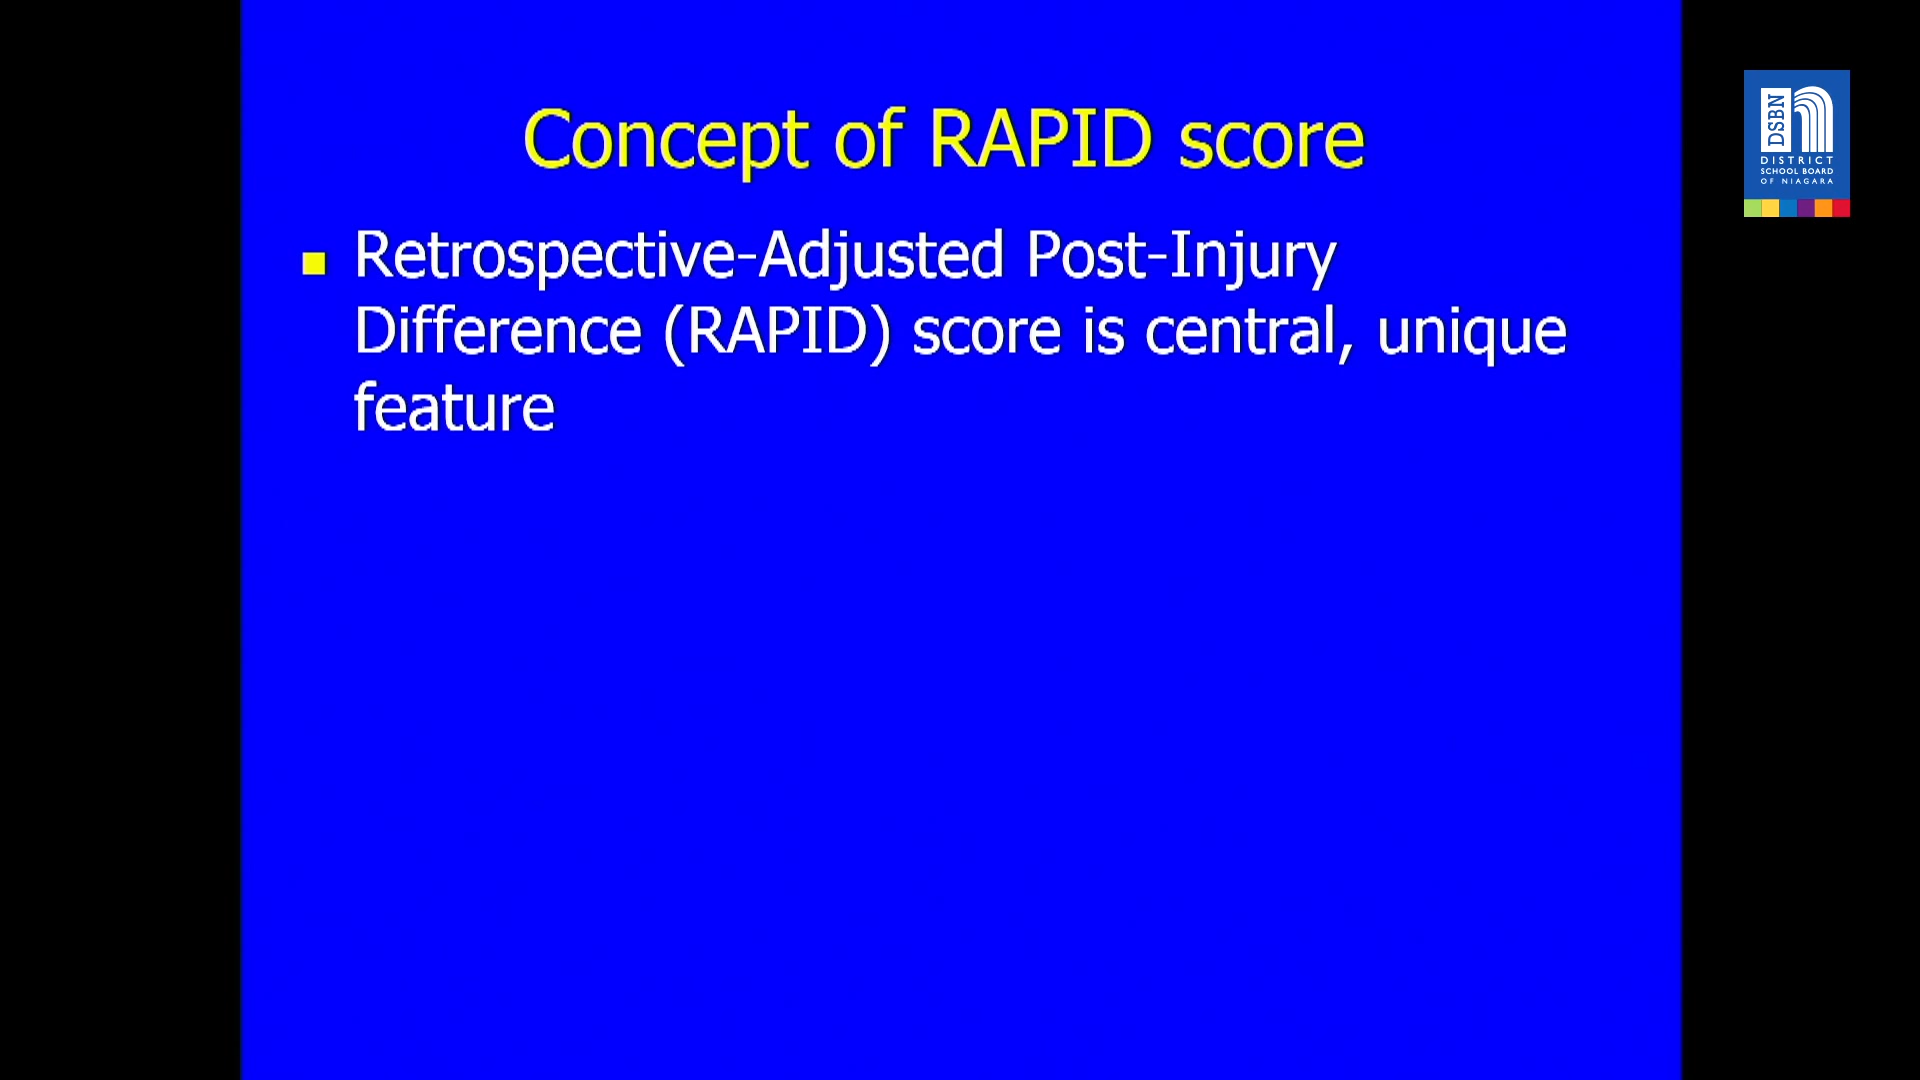 Concept of RAPID score
Retrospective-Adjusted Post-Injury
Difference (RAPID) score is central, unique
feature
DSBN
DISTRICT
SCHOOL BOARD
OF NIAGARA